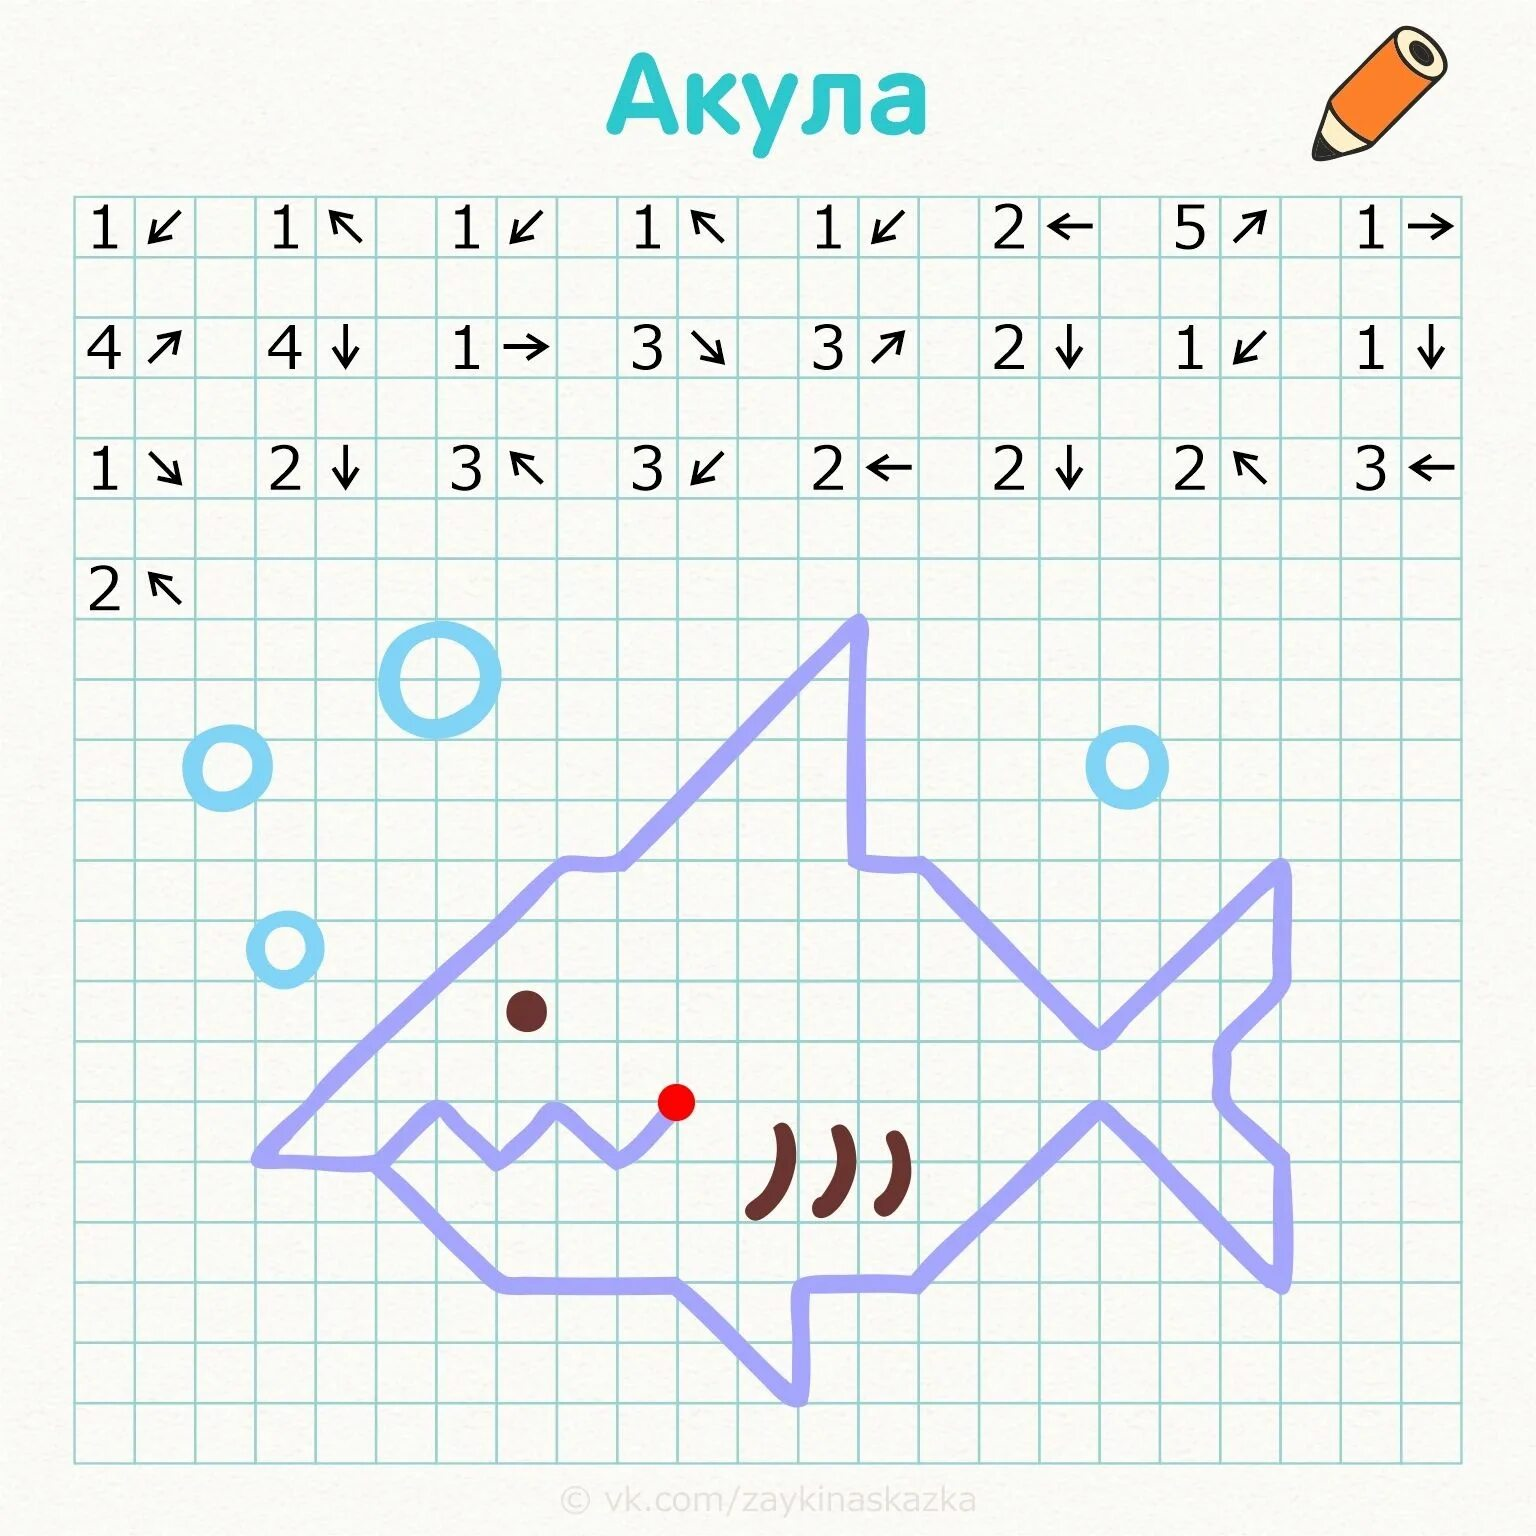 Акула
1 ↙ 1 ↖ 1 ↙ 1 ↖ 1 ↙ 2 ← 5 ↗ 1 →
4 ↗ 4 ↓ 1 → 3 ↘ 3 ↗ 2 ↓ 1 ↙ 1 ↓
1 ↘ 2 ↓ 3 ↖ 3 ↙ 2 ← 2 ↓ 2 ↖ 3 ←
2 ↖
© vk.com/zaykinaskazka